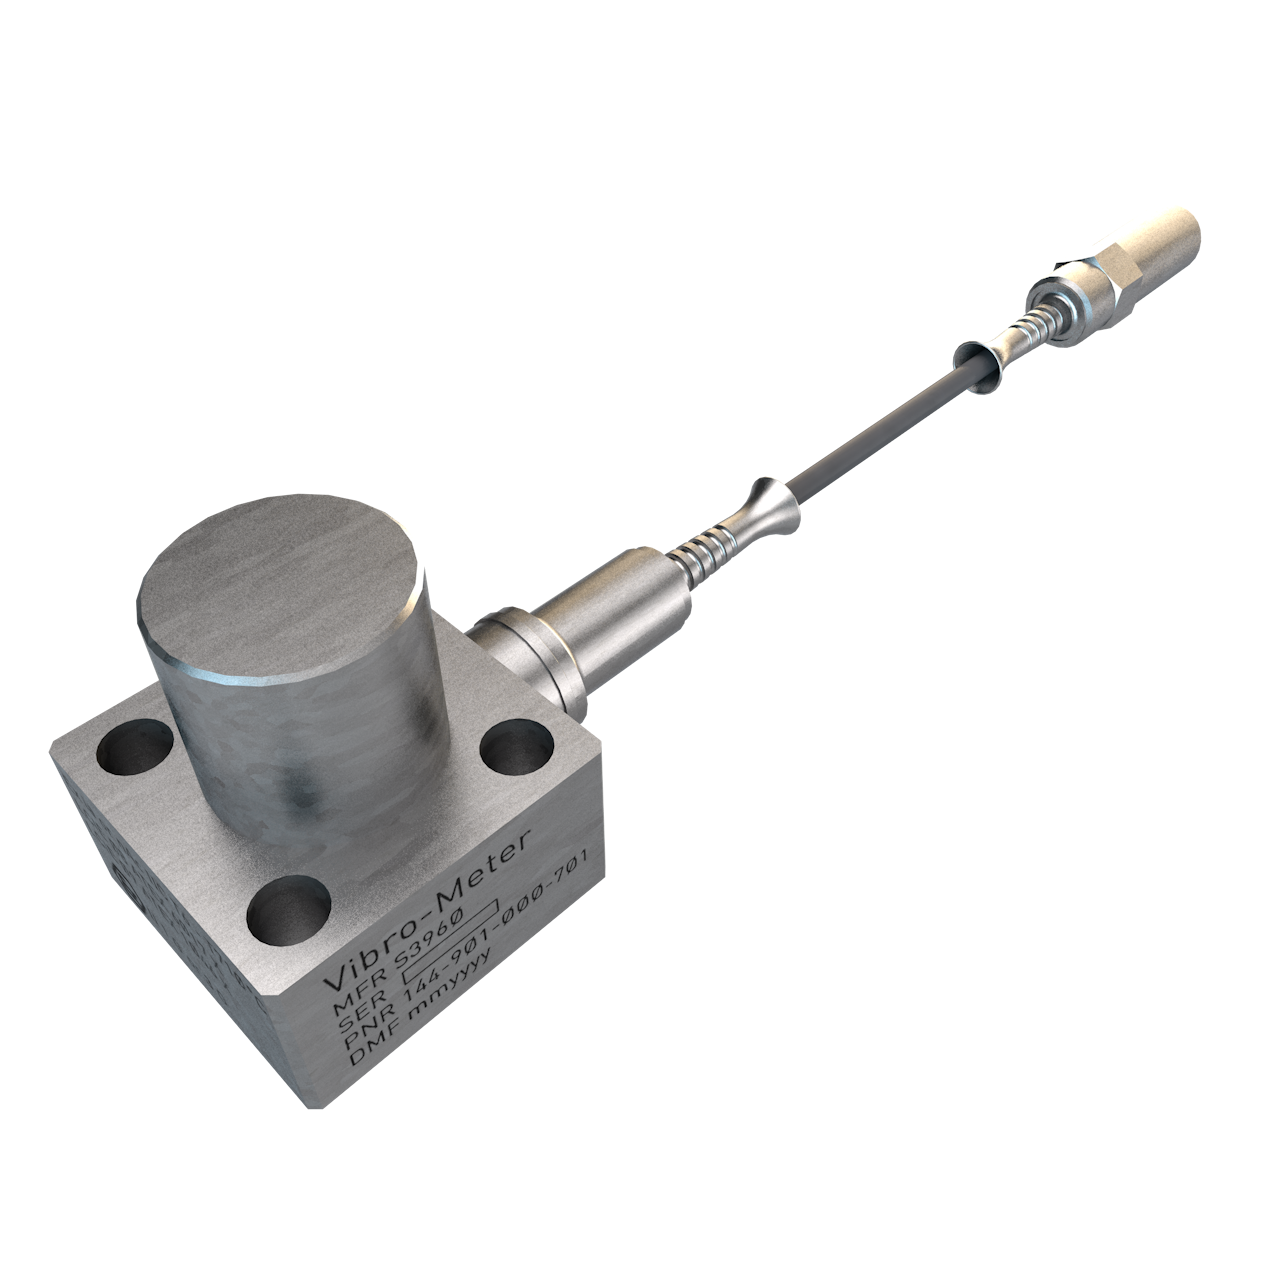 Vibro-Meter
MFR S3960
SER
PNR 144-901-000-701
DMF mmyyyy